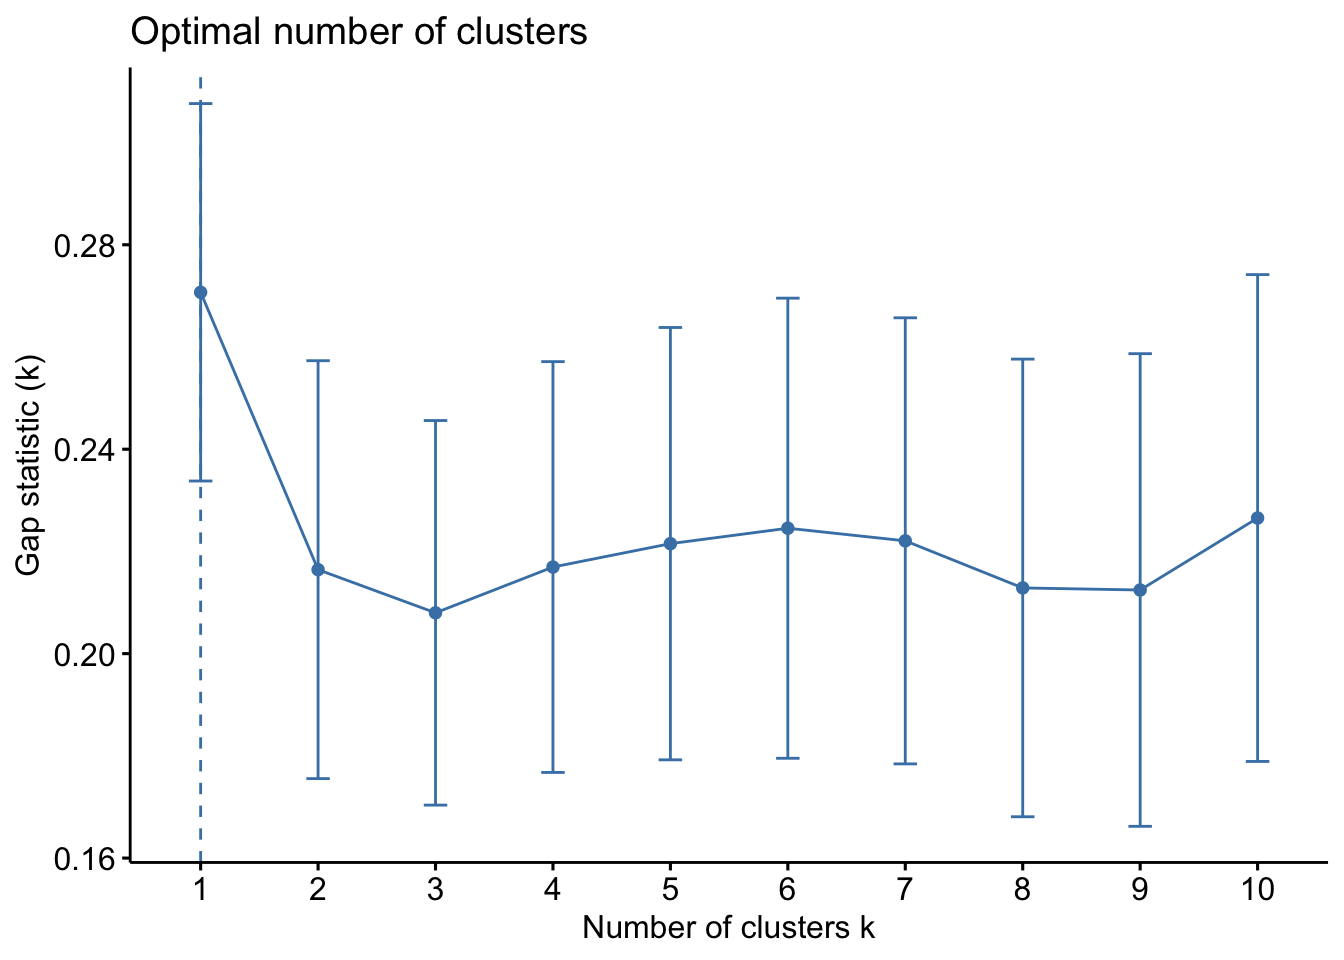 Optimal number of clusters
Gap statistic (k)
0.28
0.24
0.20
0.16
1 2 3 4 5 6 7 8 9 10
Number of clusters k